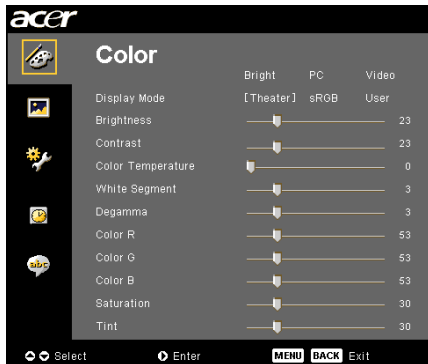 acer
Color
Bright PC Video
Display Mode [Theater] sRGB User
Brightness 23
Contrast 23
Color Temperature 0
White Segment 3
Degamma 3
Color R 53
Color G 53
Color B 53
Saturation 30
Tint 30
abc
Select Enter MENU BACK Exit